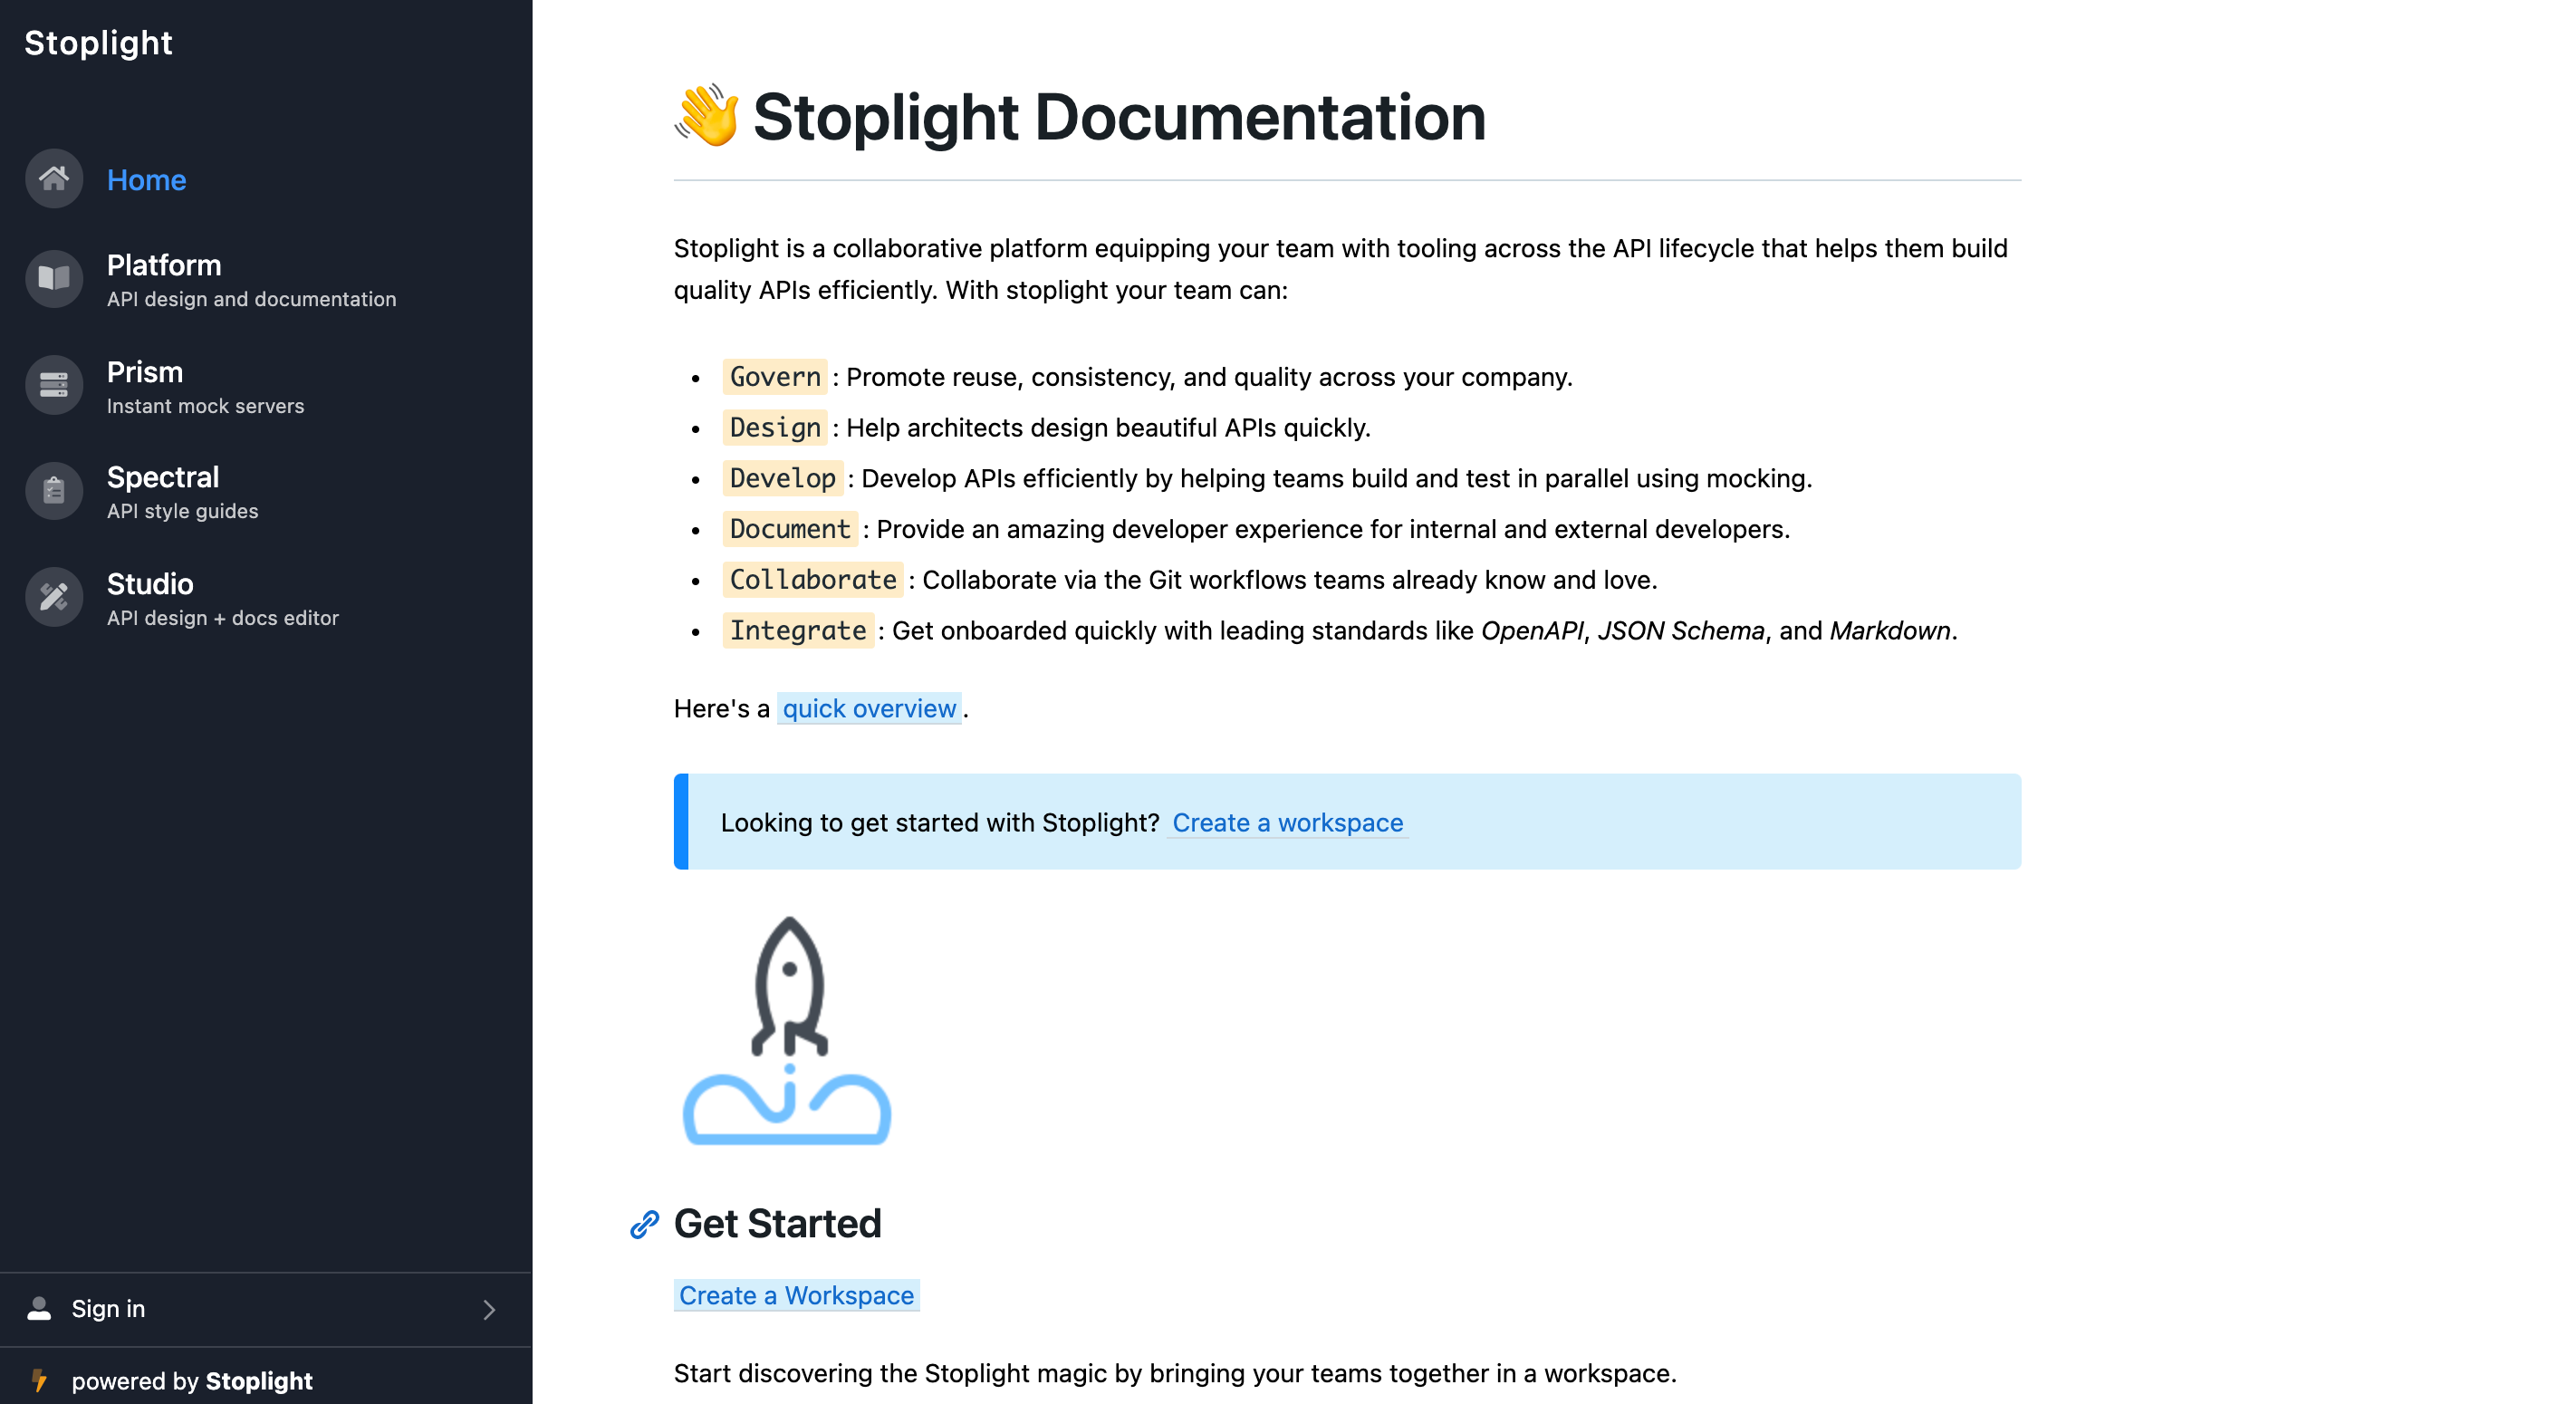 Stoplight
Home
Platform
API design and documentation
Prism
Instant mock servers
Spectral
API style guides
Studio
API design + docs editor
Sign in
powered by Stoplight
👋 Stoplight Documentation
Stoplight is a collaborative platform equipping your team with tooling across the API lifecycle that helps them build
quality APIs efficiently. With stoplight your team can:
• Govern : Promote reuse, consistency, and quality across your company.
• Design : Help architects design beautiful APIs quickly.
• Develop : Develop APIs efficiently by helping teams build and test in parallel using mocking.
• Document : Provide an amazing developer experience for internal and external developers.
• Collaborate : Collaborate via the Git workflows teams already know and love.
• Integrate : Get onboarded quickly with leading standards like OpenAPI, JSON Schema, and Markdown.
Here's a quick overview.
Looking to get started with Stoplight? Create a workspace
Get Started
Create a Workspace
Start discovering the Stoplight magic by bringing your teams together in a workspace.